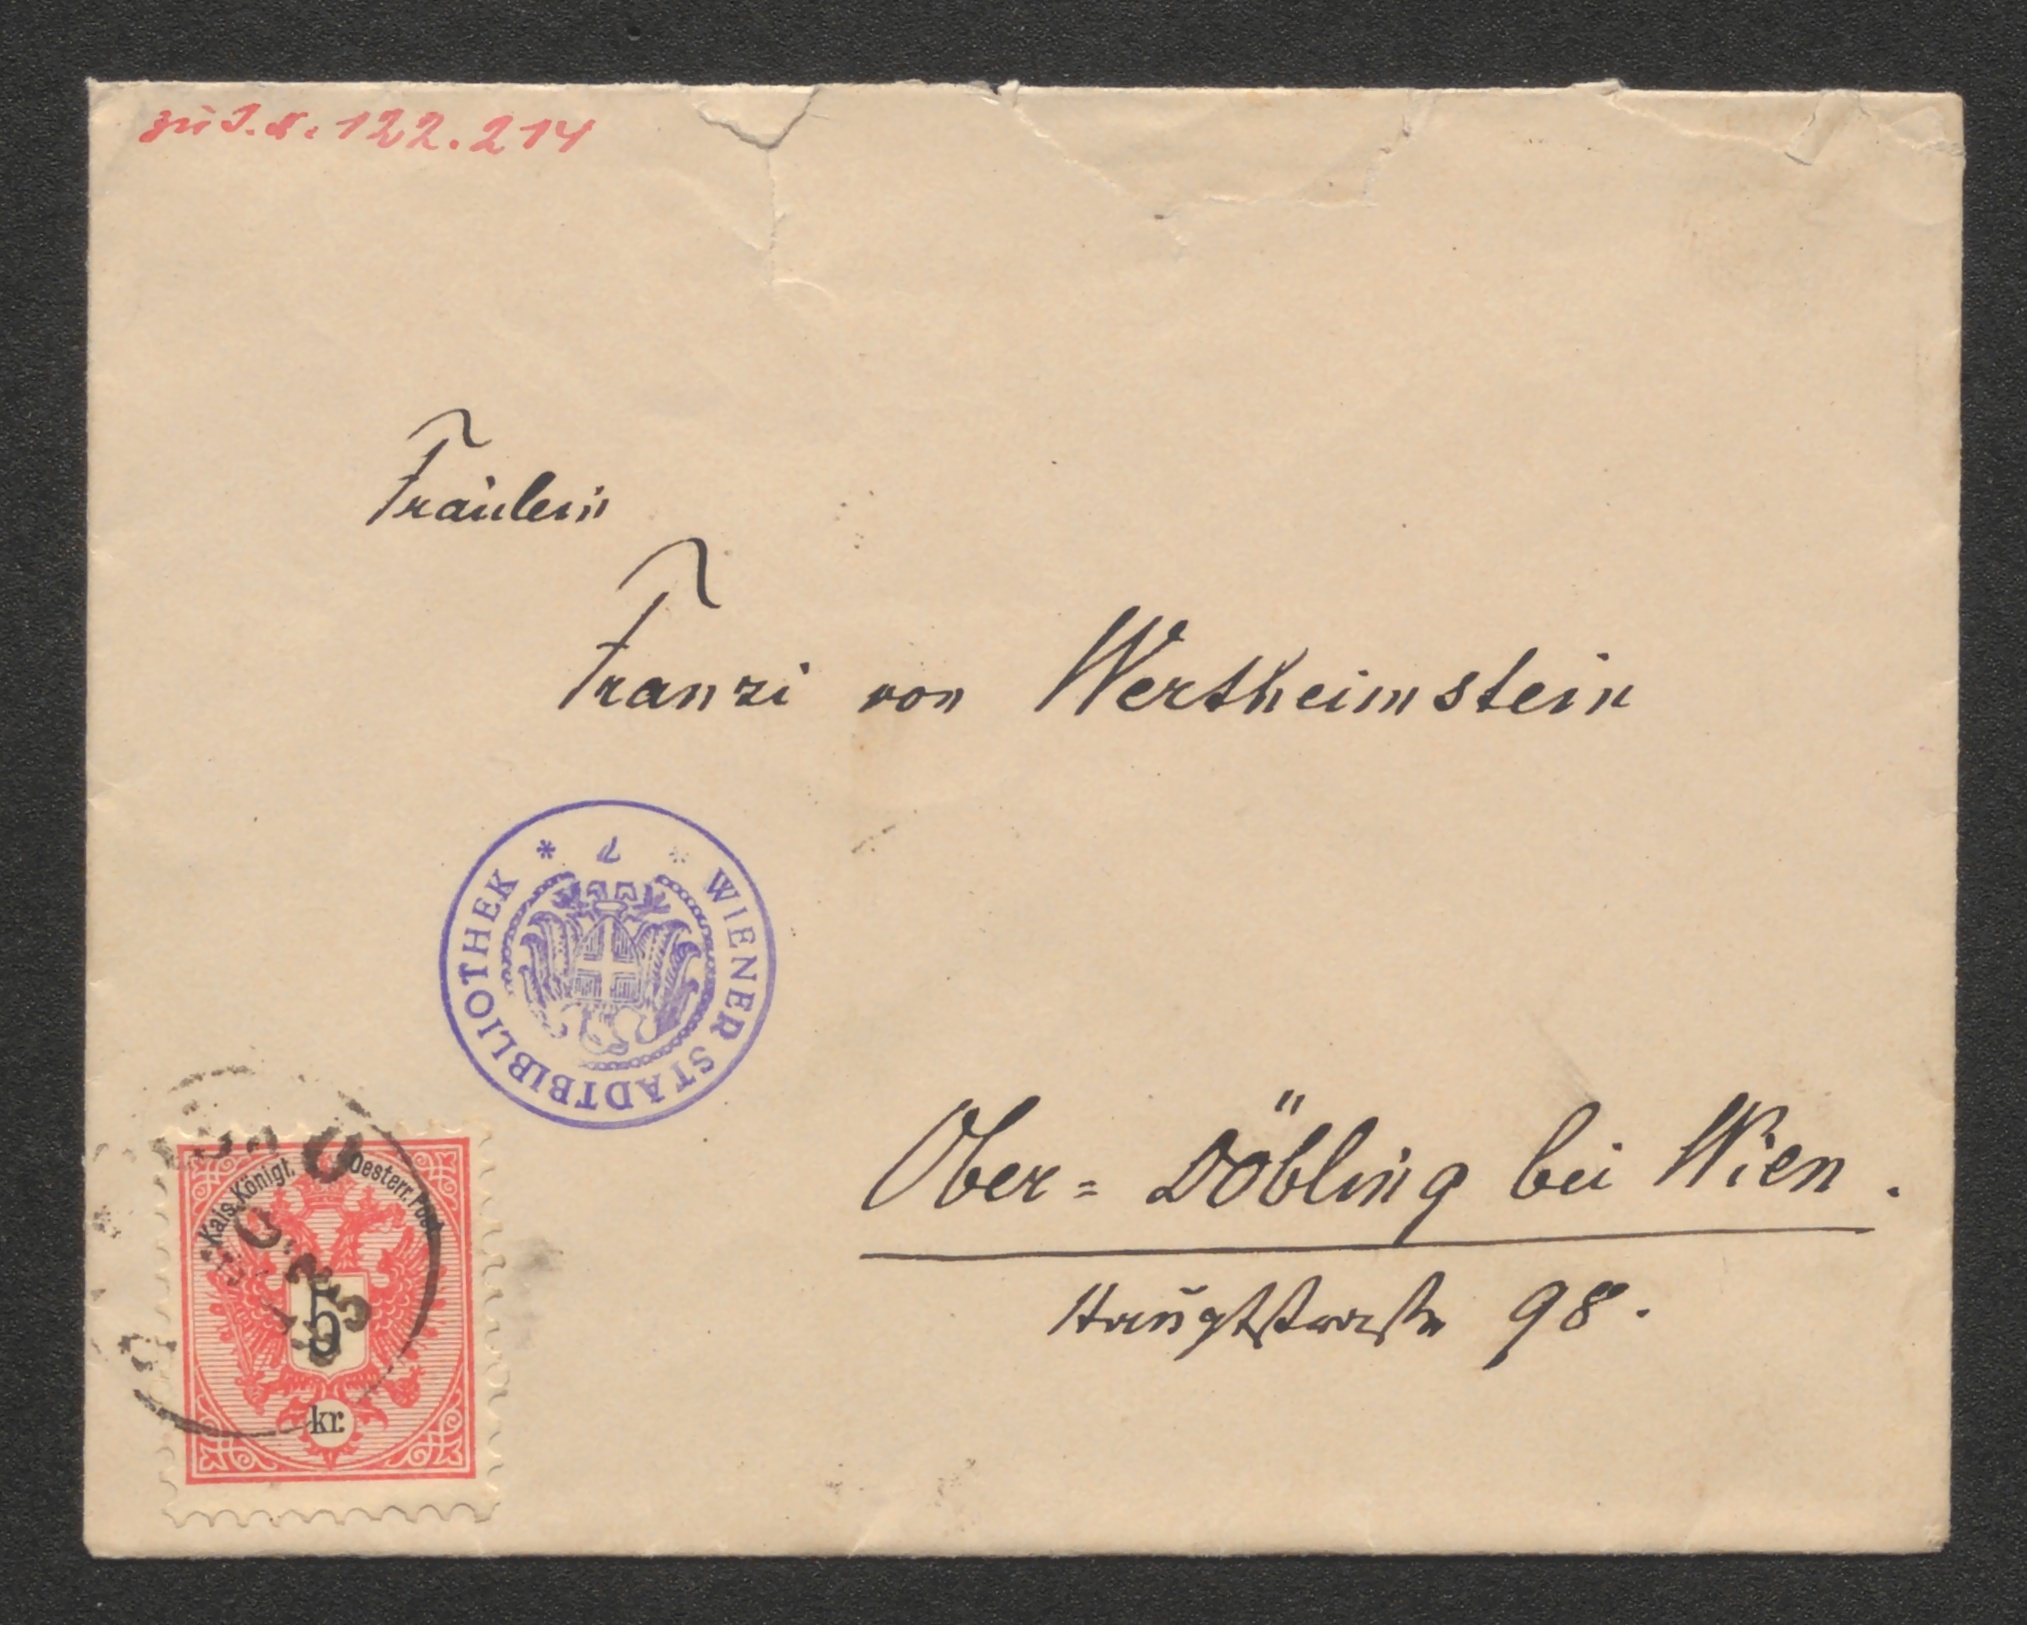 zu I.N. 122.214
Fräulein
Franzi von Wertheimstein
* 7 *
WIENER STADTBIBLIOTHEK
Ober=Döbling bei Wien.
Hauptstrasse 98.
Kais. Königl. Oesterr. Post
5
kr.